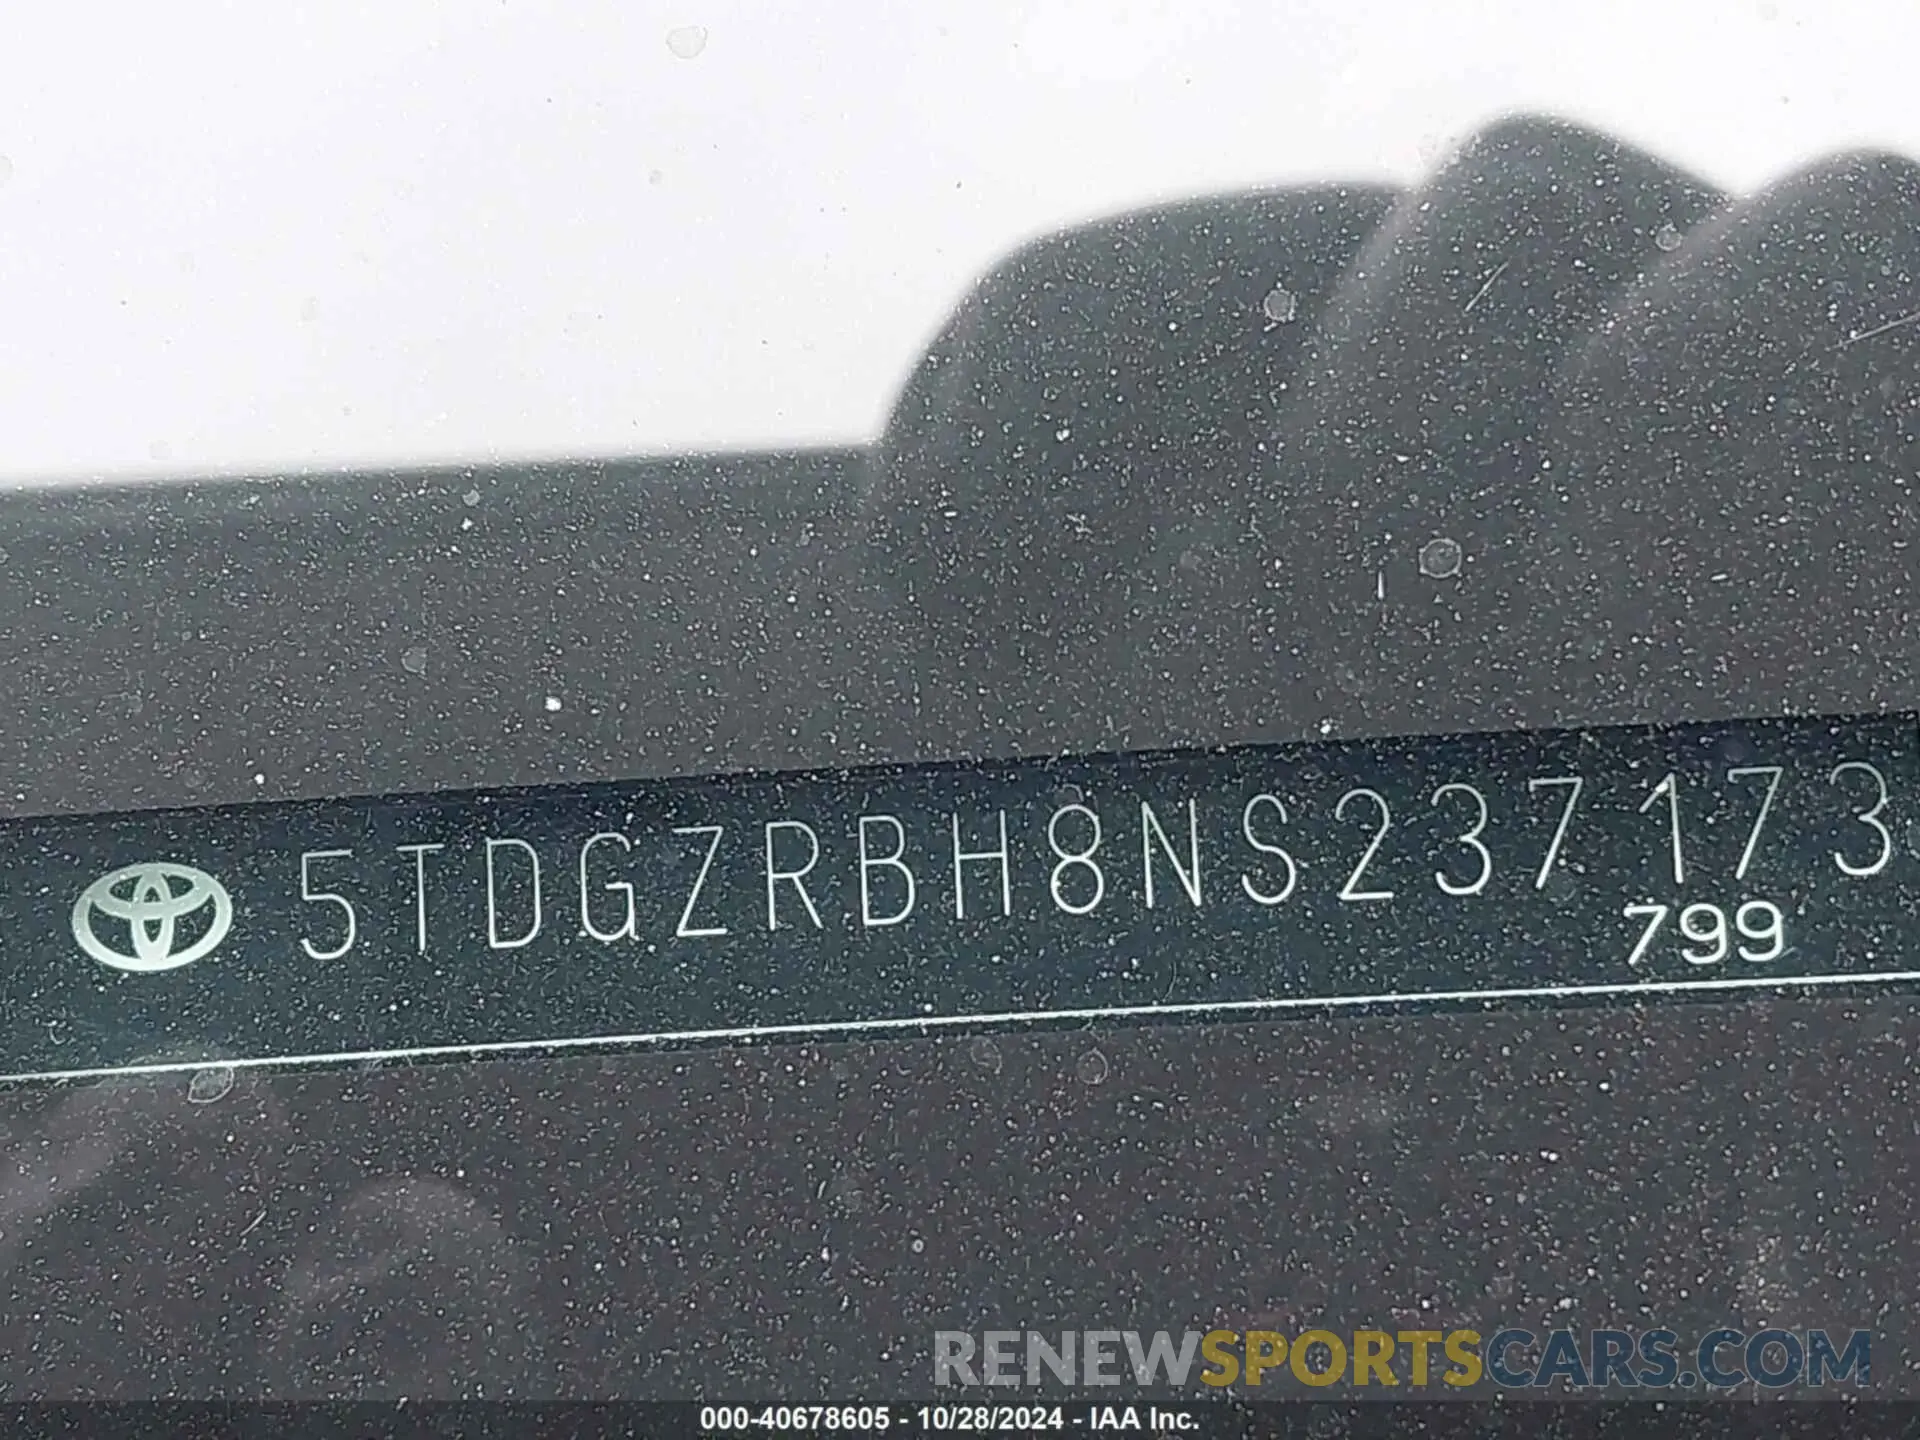 5TDGZRBH8NS237173
799
RENEWSPORTSCARS.COM
000-40678605 - 10/28/2024 - IAA Inc.